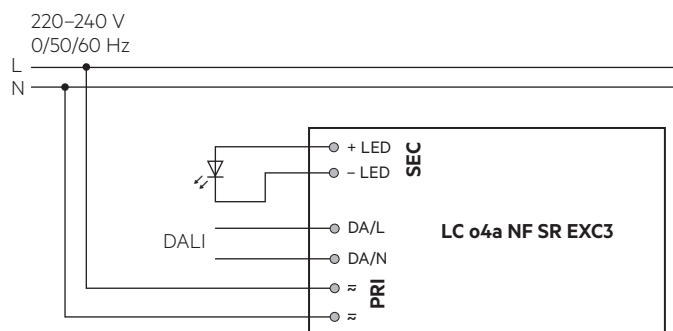 220–240 V
0/50/60 Hz
L
N
+ LED
– LED
SEC
DA/L
DALI
DA/N
LC o4a NF SR EXC3
≂
PRI
≂